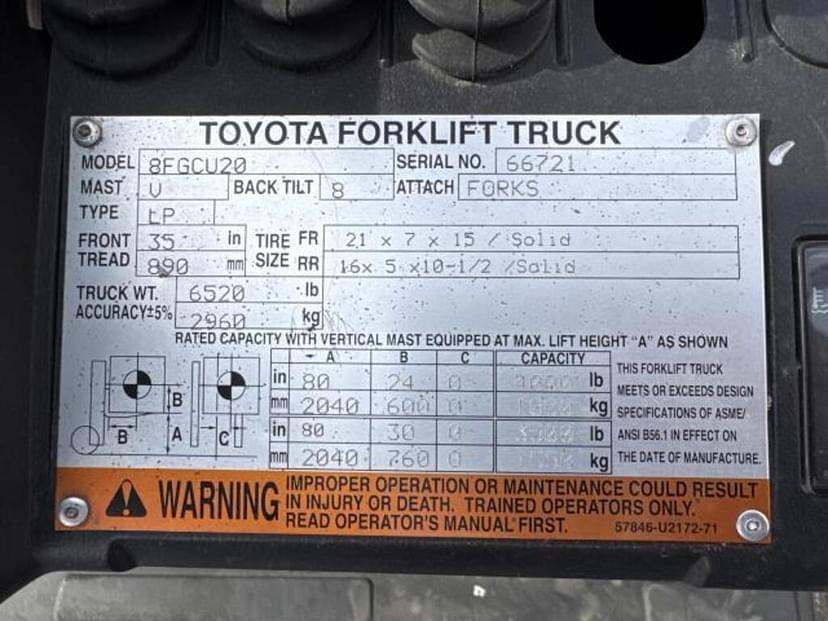 TOYOTA FORKLIFT TRUCK
MODEL 8FGCU20 SERIAL NO. 66721
MAST V BACK TILT 8 ATTACH FORKS
TYPE LP
FRONT TREAD 35 in TIRE SIZE FR 21 x 7 x 15 / Solid
890 mm RR 16x 5 x10-1/2 /Solid
TRUCK WT. 6520 lb
ACCURACY±5% 2960 kg
RATED CAPACITY WITH VERTICAL MAST EQUIPPED AT MAX. LIFT HEIGHT "A" AS SHOWN
A B C CAPACITY
in 80 24 0 lb
mm 2040 600 0 kg
in 80 30 0 lb
mm 2040 760 0 kg
B
B A C
THIS FORKLIFT TRUCK
MEETS OR EXCEEDS DESIGN
SPECIFICATIONS OF ASME/
ANSI B56.1 IN EFFECT ON
THE DATE OF MANUFACTURE.
WARNING
IMPROPER OPERATION OR MAINTENANCE COULD RESULT
IN INJURY OR DEATH. TRAINED OPERATORS ONLY.
READ OPERATOR'S MANUAL FIRST. 57846-U2172-71